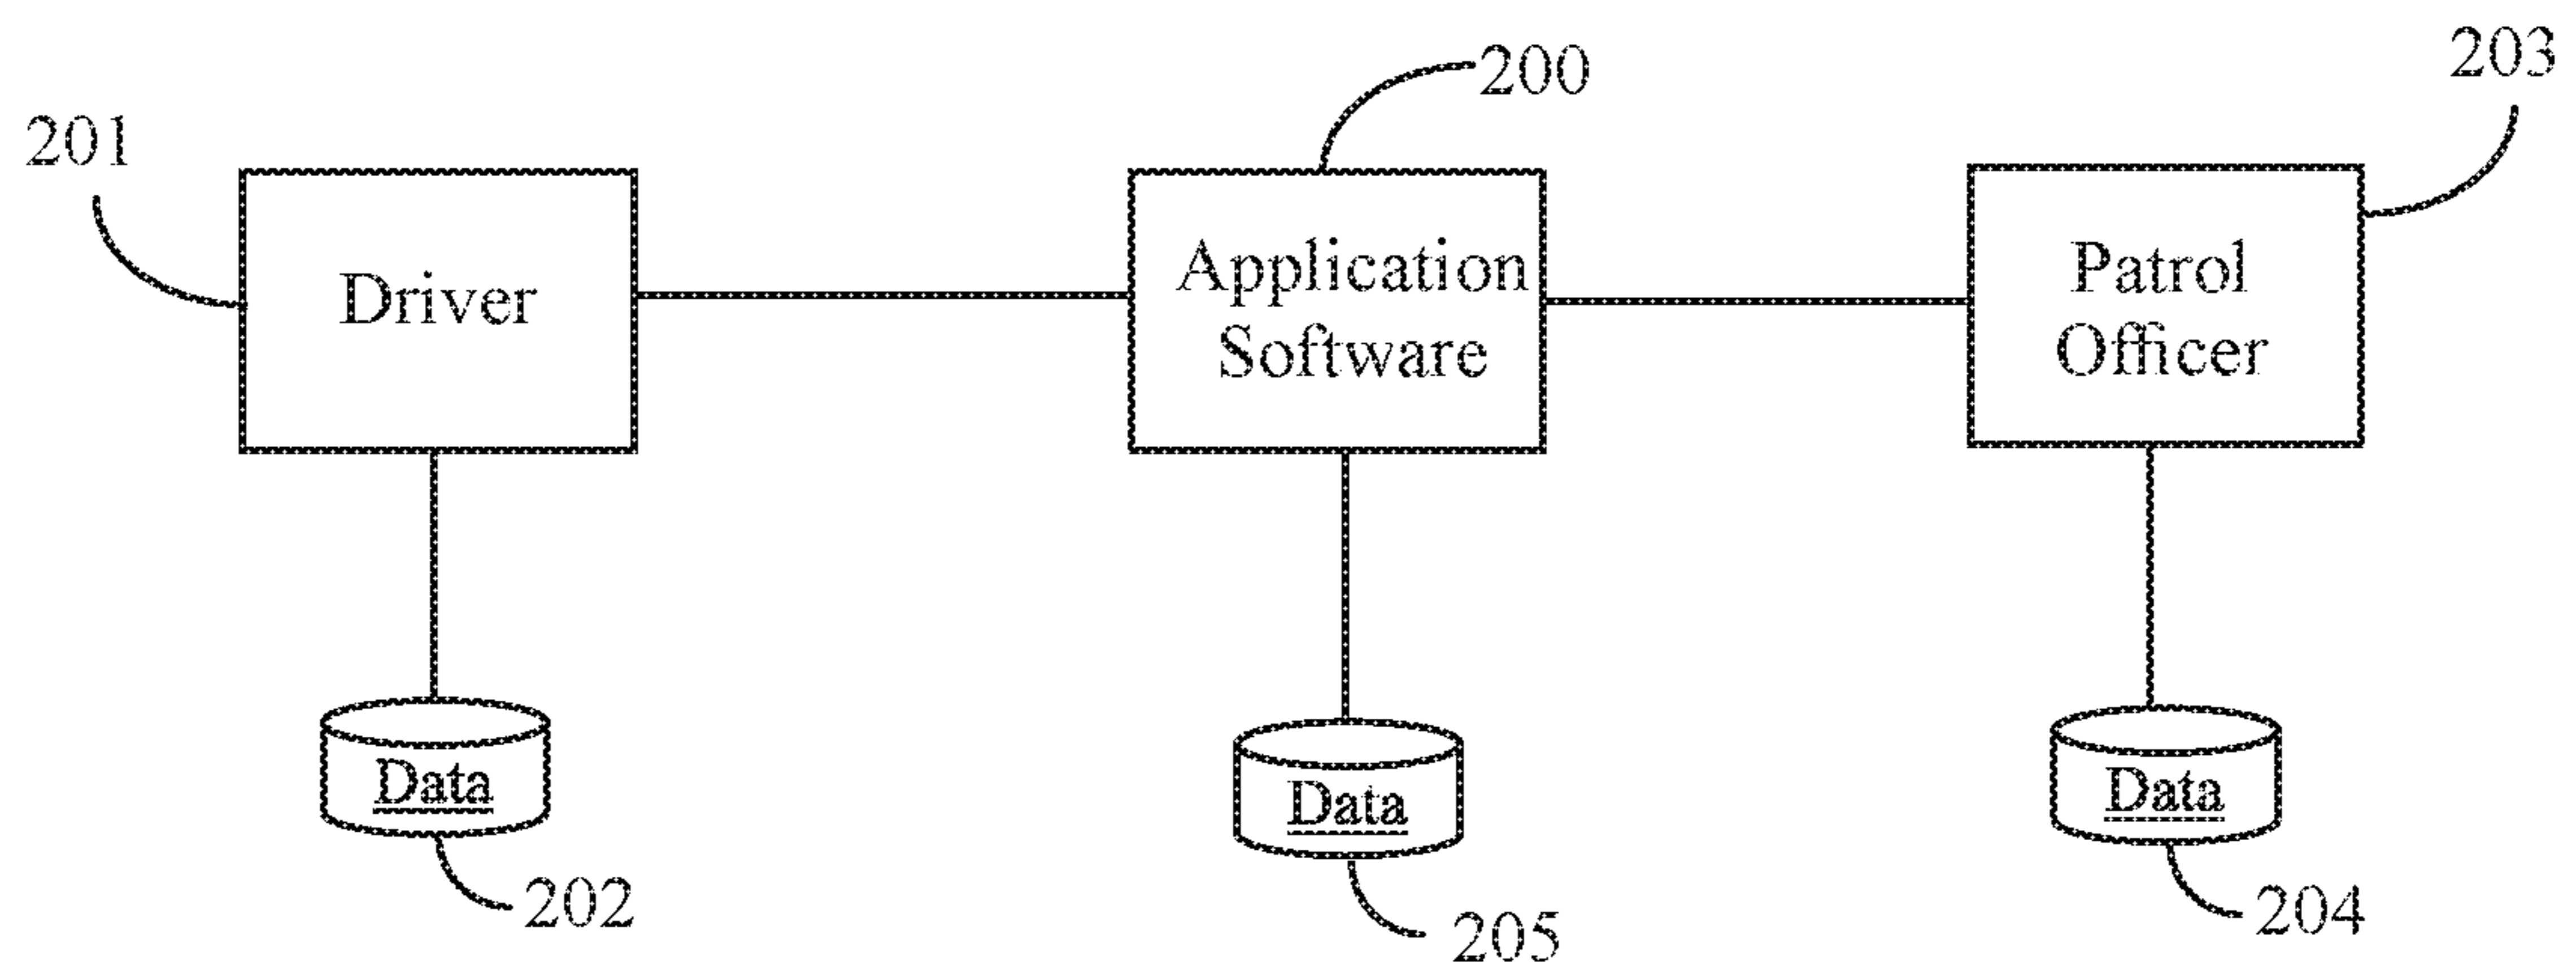 200
203
201
Driver
Application
Software
Patrol
Officer
Data
Data
Data
202
205
204